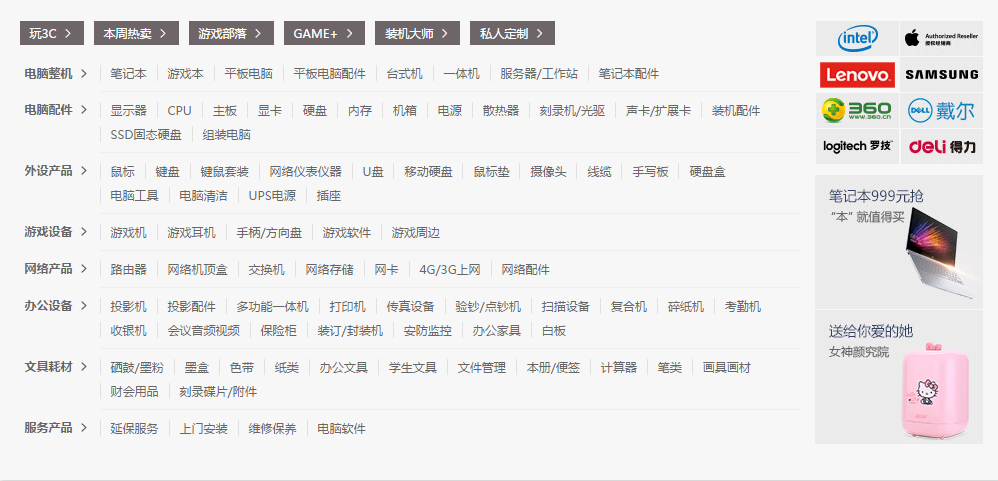 玩3C > 本周热卖 > 游戏部落 > GAME+ > 装机大师 > 私人定制 >
电脑整机 > 笔记本 游戏本 平板电脑 平板电脑配件 台式机 一体机 服务器/工作站 笔记本配件
电脑配件 > 显示器 CPU 主板 显卡 硬盘 内存 机箱 电源 散热器 刻录机/光驱 声卡/扩展卡 装机配件
SSD固态硬盘 组装电脑
外设产品 > 鼠标 键盘 键鼠套装 网络仪表仪器 U盘 移动硬盘 鼠标垫 摄像头 线缆 手写板 硬盘盒
电脑工具 电脑清洁 UPS电源 插座
游戏设备 > 游戏机 游戏耳机 手柄/方向盘 游戏软件 游戏周边
网络产品 > 路由器 网络机顶盒 交换机 网络存储 网卡 4G/3G上网 网络配件
办公设备 > 投影机 投影配件 多功能一体机 打印机 传真设备 验钞/点钞机 扫描设备 复合机 碎纸机 考勤机
收银机 会议音频视频 保险柜 装订/封装机 安防监控 办公家具 白板
文具耗材 > 硒鼓/墨粉 墨盒 色带 纸类 办公文具 学生文具 文件管理 本册/便签 计算器 笔类 画具画材
财会用品 刻录碟片/附件
服务产品 > 延保服务 上门安装 维修保养 电脑软件
intel
Authorized Reseller
授权经销商
Lenovo
SAMSUNG
360
WWW.360.CN
DELL 戴尔
logitech 罗技
deli 得力
笔记本999元抢
“本” 就值得买
送给你爱的她
女神颜究院